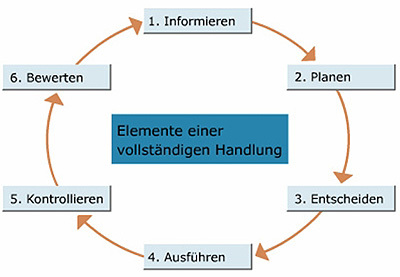 1. Informieren
2. Planen
3. Entscheiden
4. Ausführen
5. Kontrollieren
6. Bewerten
Elemente einer
vollständigen Handlung